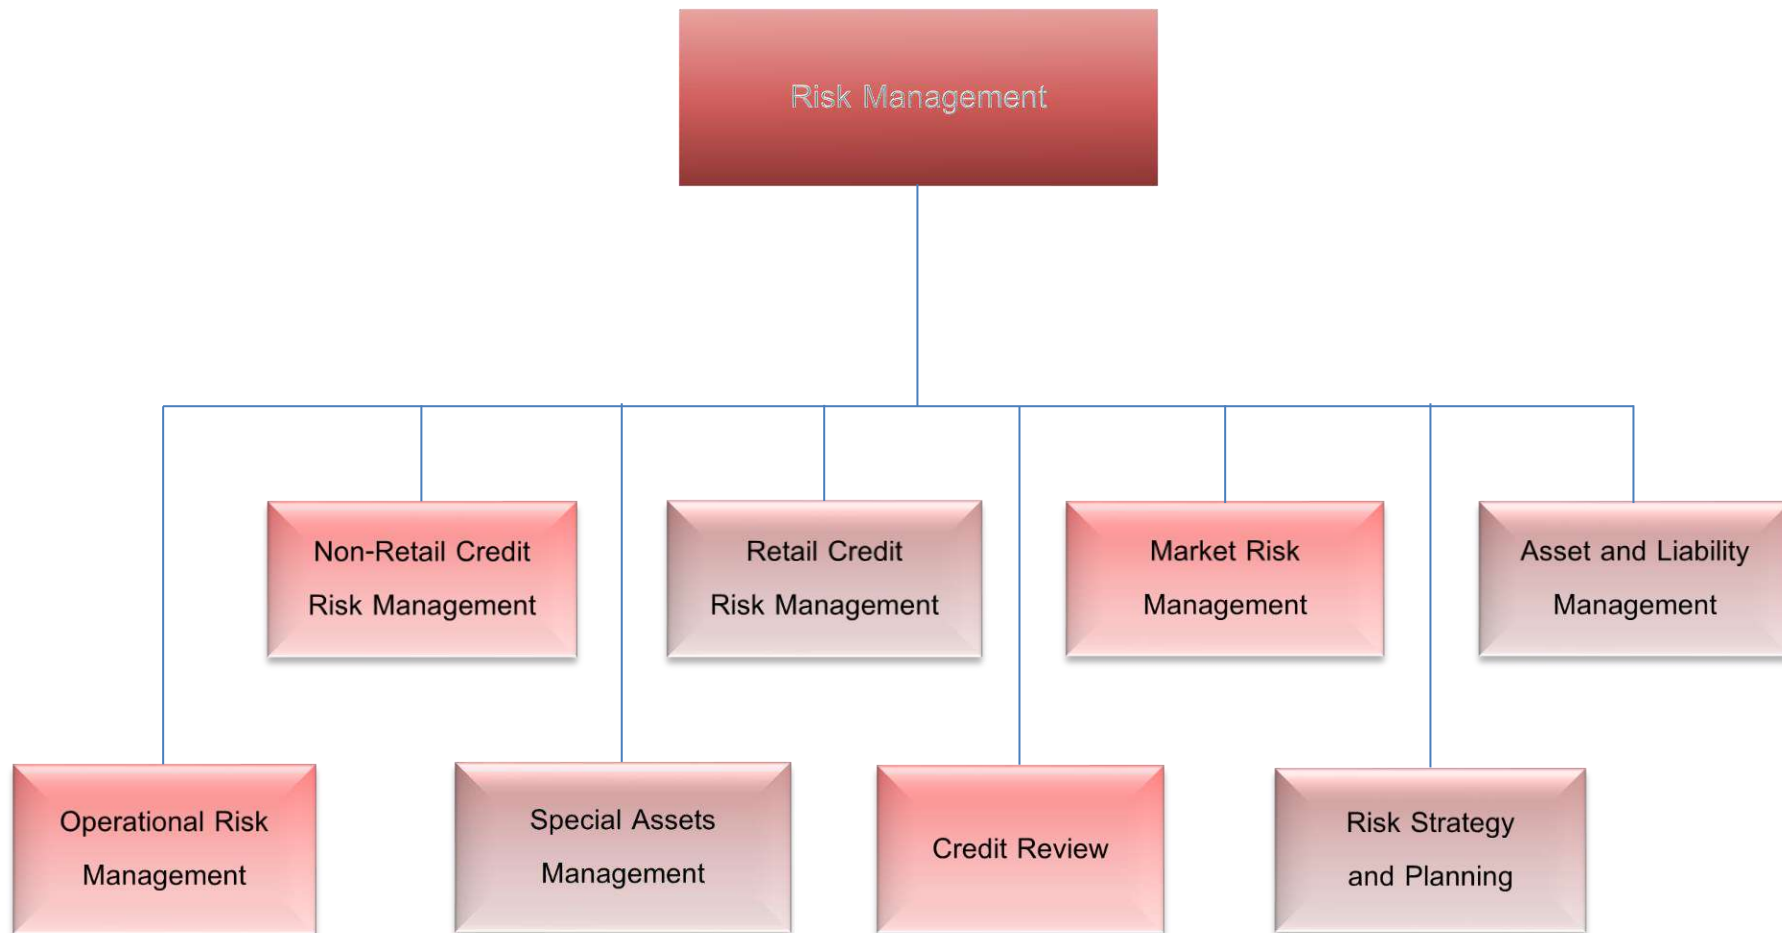 Risk Management
Non-Retail Credit
Risk Management
Retail Credit
Risk Management
Market Risk
Management
Asset and Liability
Management
Operational Risk
Management
Special Assets
Management
Credit Review
Risk Strategy
and Planning